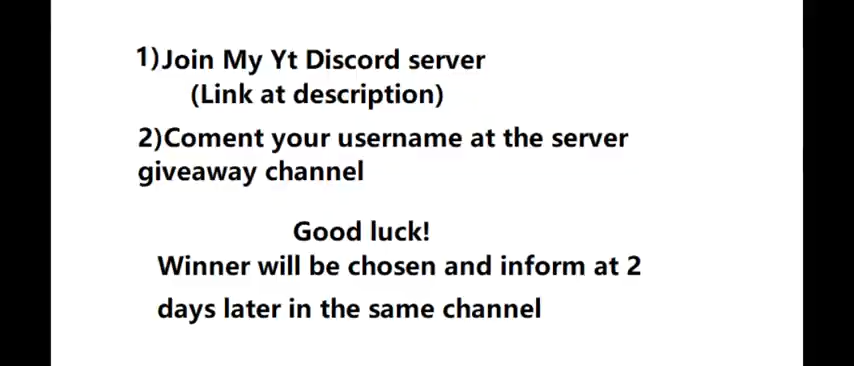 1)Join My Yt Discord server
(Link at description)
2)Coment your username at the server
giveaway channel
Good luck!
Winner will be chosen and inform at 2
days later in the same channel